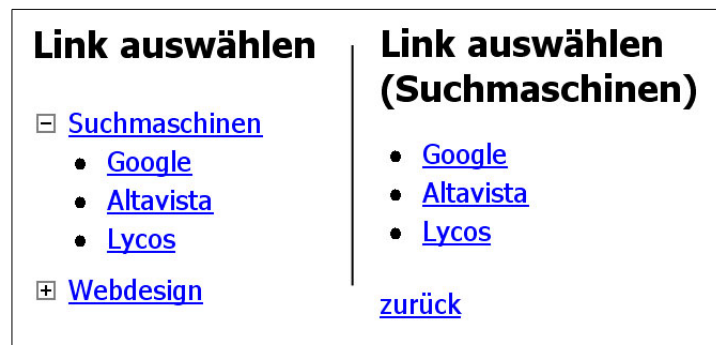 Link auswählen
Suchmaschinen
Google
Altavista
Lycos
Webdesign
Link auswählen
(Suchmaschinen)
Google
Altavista
Lycos
zurück